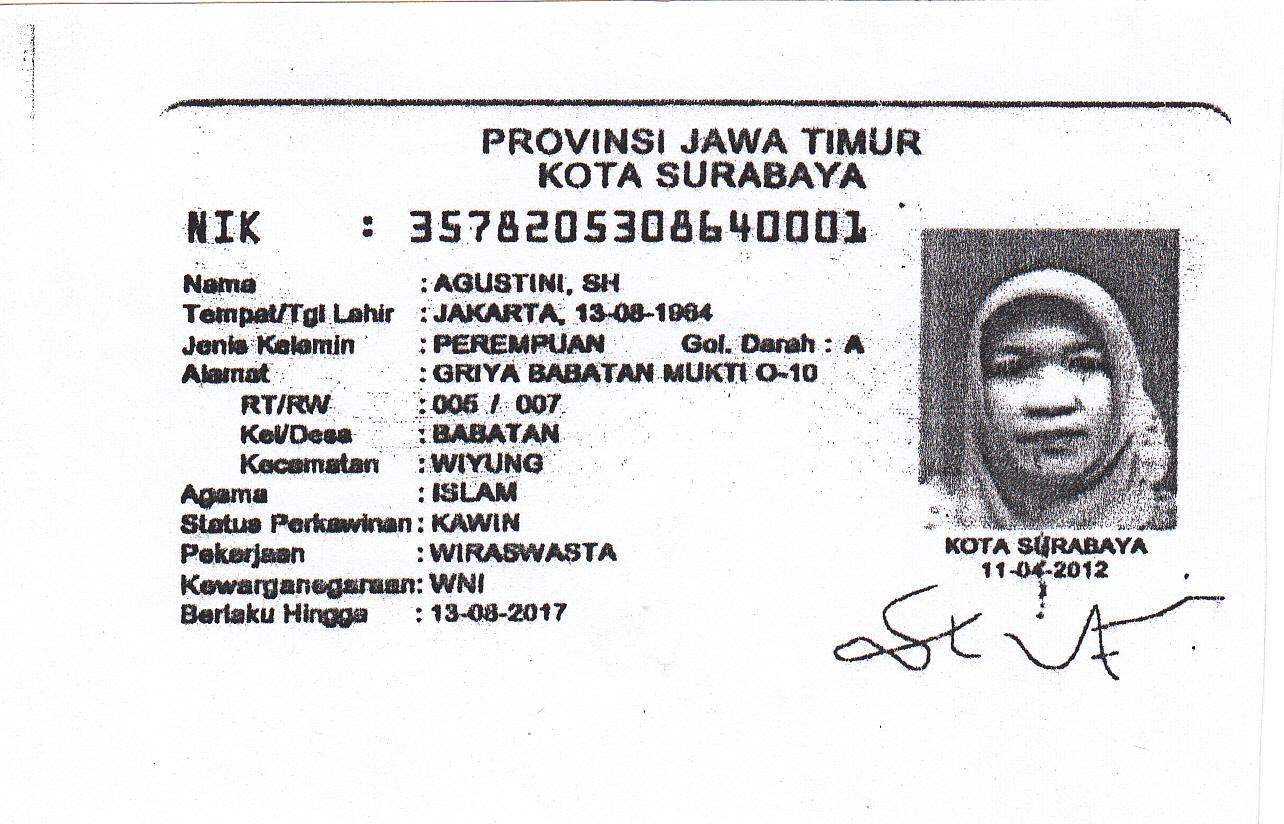 PROVINSI JAWA TIMUR
KOTA SURABAYA
NIK : 3578205308640001
Nama : AGUSTINI, SH
Tempat/Tgl Lahir : JAKARTA, 13-08-1964
Jenis Kelamin : PEREMPUAN Gol. Darah : A
Alamat : GRIYA BABATAN MUKTI O-10
RT/RW : 005 / 007
Kel/Desa : BABATAN
Kecamatan : WIYUNG
Agama : ISLAM
Status Perkawinan : KAWIN
Pekerjaan : WIRASWASTA
Kewarganegaraan : WNI
Berlaku Hingga : 13-08-2017
KOTA SURABAYA
11-04-2012